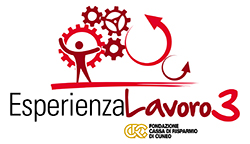 EsperienzaLavoro3
FONDAZIONE
CASSA DI RISPARMIO
DI CUNEO